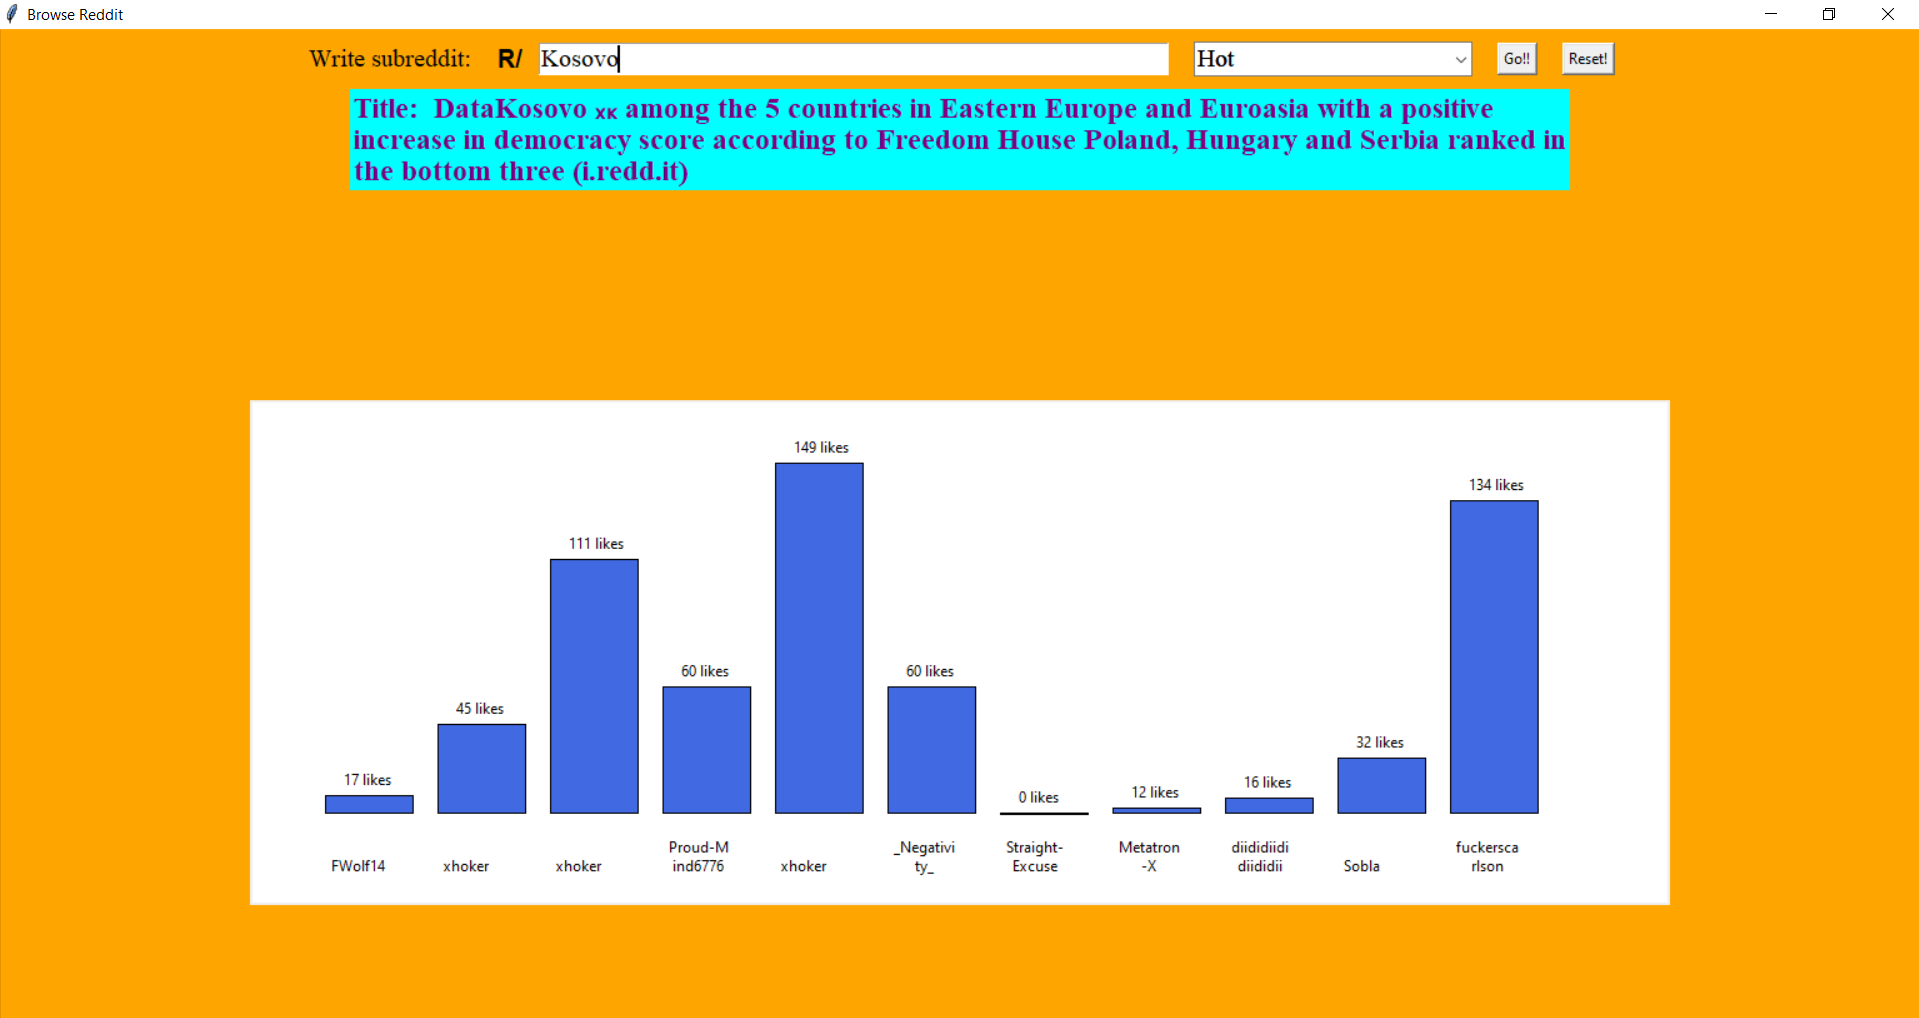 Browse Reddit
Write subreddit: R/ Kosovo Hot Go!! Reset!
Title: DataKosovo XK among the 5 countries in Eastern Europe and Euroasia with a positive
increase in democracy score according to Freedom House Poland, Hungary and Serbia ranked in
the bottom three (i.redd.it)
149 likes
134 likes
111 likes
60 likes
60 likes
45 likes
32 likes
17 likes
16 likes
12 likes
0 likes
FWolf14
xhoker
xhoker
Proud-M
ind6776
xhoker
_Negativi
ty_
Straight-
Excuse
Metatron
-X
diididiidi
diididii
Sobla
fuckersca
rlson